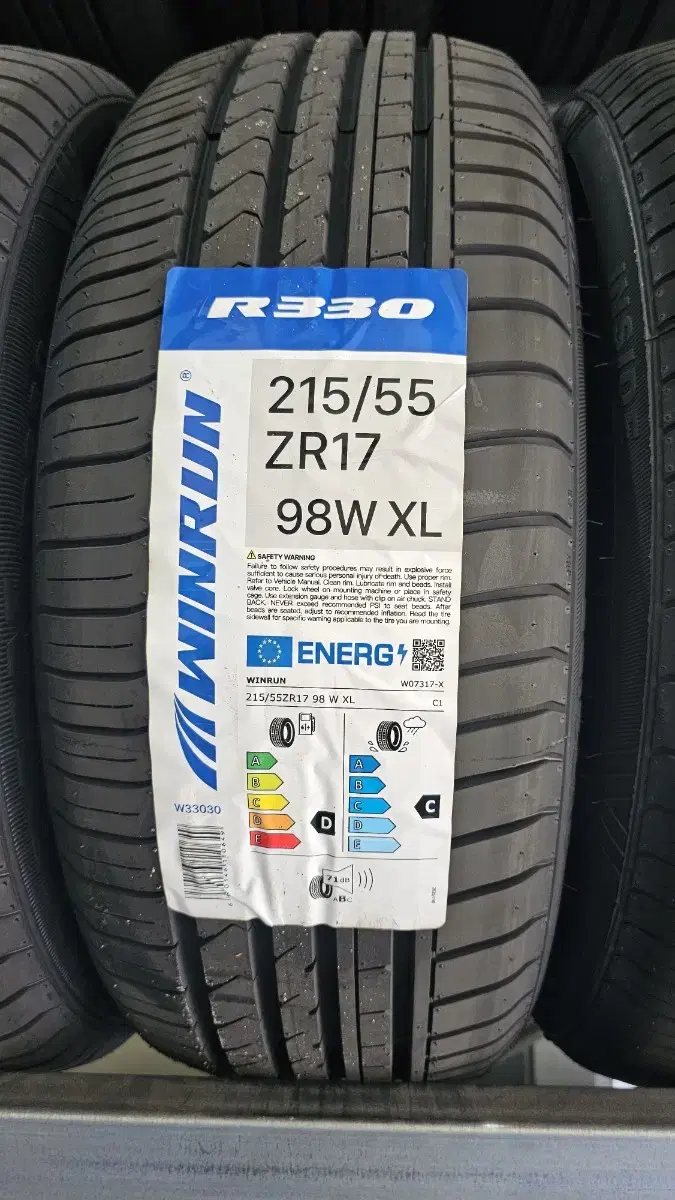 R330
WINRUN®
215/55
ZR17
98W XL
SAFETY WARNING
Failure to follow safety procedures may result in explosive force
sufficient to cause serious personal injury or death. Use proper rim.
Refer to Vehicle Manual. Clean rim. Lubricate rim and beads. Install
valve core. Lock wheel on mounting machine or place in safety
cage. Use extension gauge and hose with clip on air chuck. STAND
BACK. NEVER exceed recommended PSI to seat beads. After
beads are seated, adjust to recommended inflation. Read the tire
sidewall for specific warning applicable to the tire you are mounting.
ENERG
WINRUN W07317-X
215/55ZR17 98 W XL C1
A A
B B
C C C
D D D
E E
W33030
71 dB
ABC